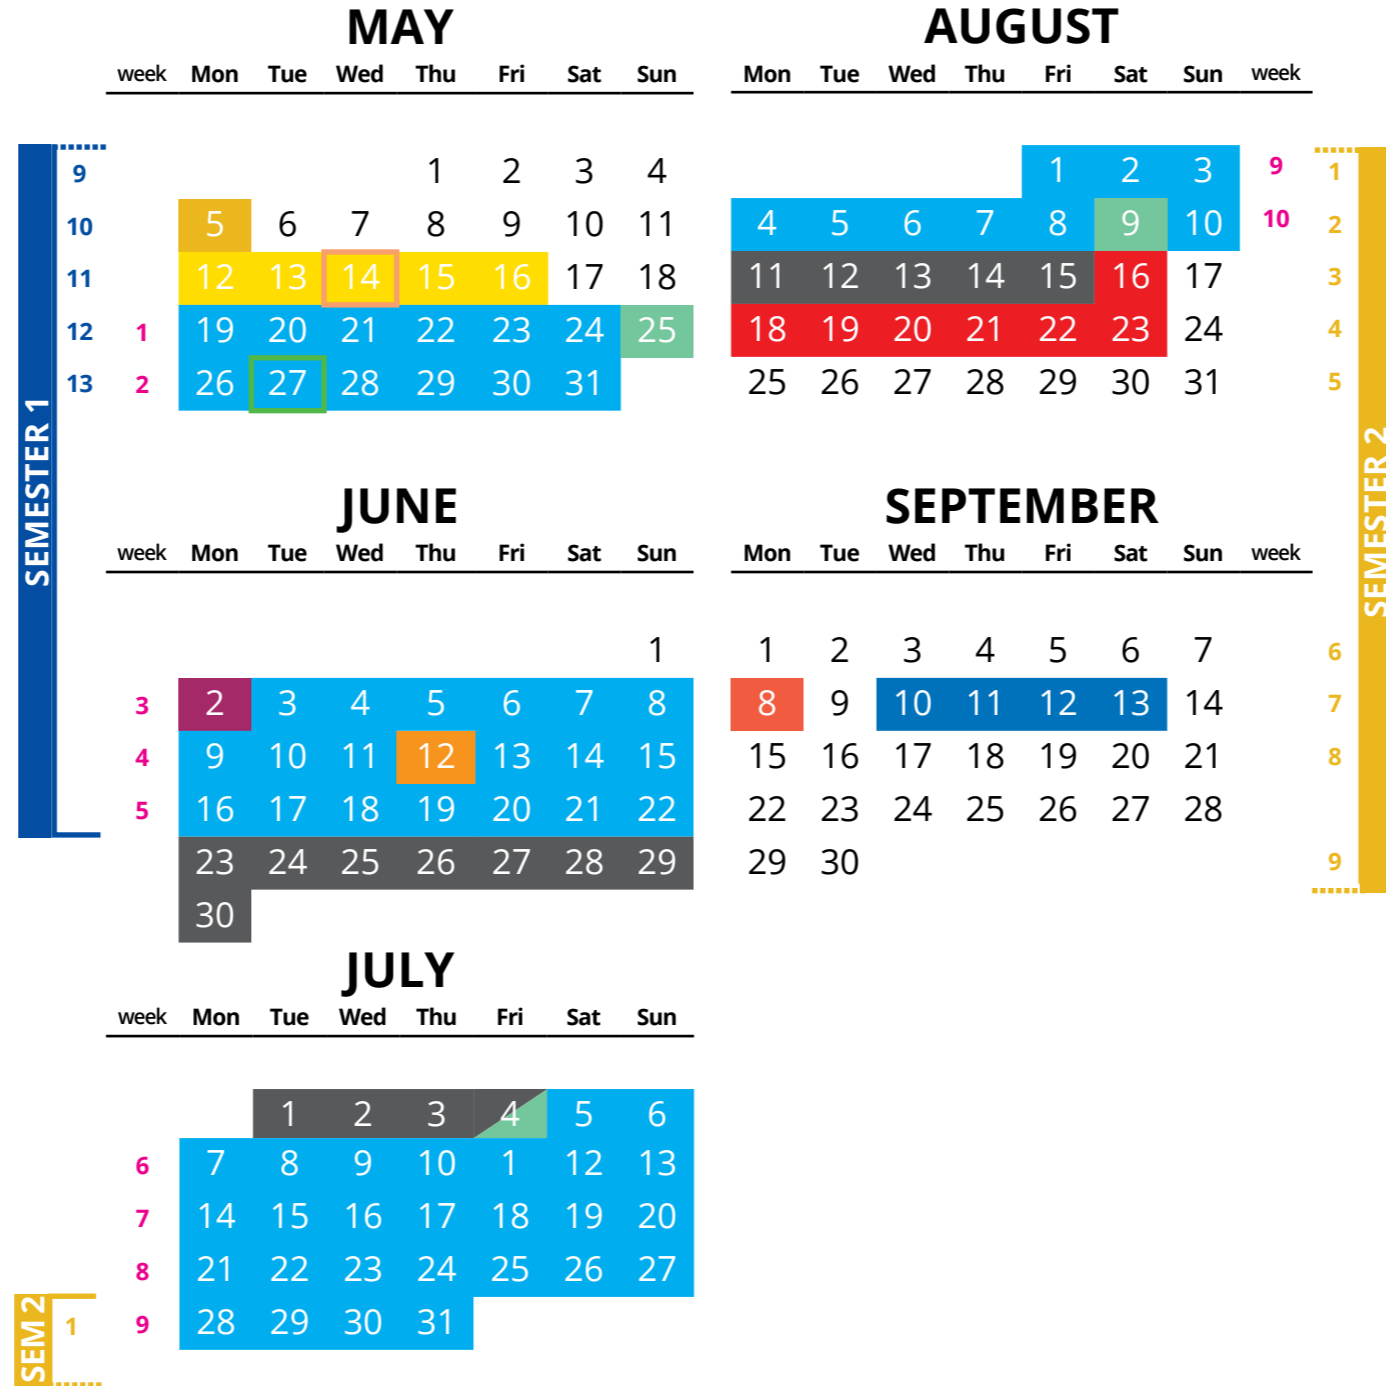 MAY
week Mon Tue Wed Thu Fri Sat Sun
9 1 2 3 4
10 5 6 7 8 9 10 11
11 12 13 14 15 16 17 18
12 1 19 20 21 22 23 24 25
13 2 26 27 28 29 30 31
SEMESTER 1
JUNE
week Mon Tue Wed Thu Fri Sat Sun
1
3 2 3 4 5 6 7 8
4 9 10 11 12 13 14 15
5 16 17 18 19 20 21 22
23 24 25 26 27 28 29
30
JULY
week Mon Tue Wed Thu Fri Sat Sun
1 2 3 4 5 6
6 7 8 9 10 1 12 13
7 14 15 16 17 18 19 20
8 21 22 23 24 25 26 27
1 9 28 29 30 31
SEM 2
AUGUST
Mon Tue Wed Thu Fri Sat Sun week
1 2 3 9 1
4 5 6 7 8 9 10 10 2
11 12 13 14 15 16 17 3
18 19 20 21 22 23 24 4
25 26 27 28 29 30 31 5
SEPTEMBER
Mon Tue Wed Thu Fri Sat Sun week
1 2 3 4 5 6 7 6
8 9 10 11 12 13 14 7
15 16 17 18 19 20 21 8
22 23 24 25 26 27 28
29 30 9
SEMESTER 2